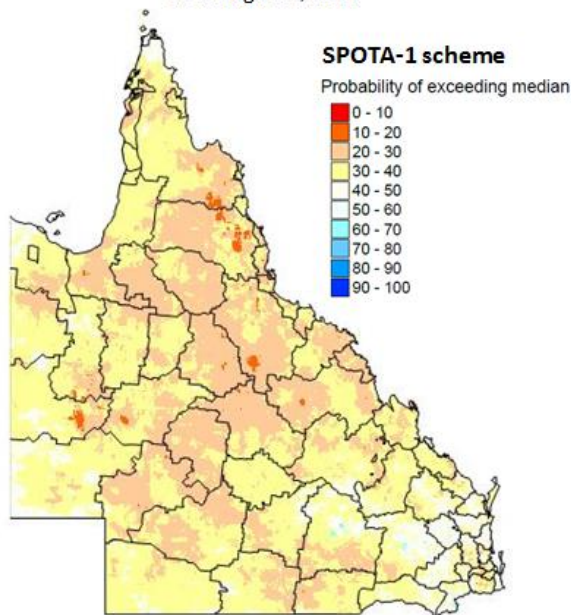 SPOTA-1 scheme
Probability of exceeding median
0 - 10
10 - 20
20 - 30
30 - 40
40 - 50
50 - 60
60 - 70
70 - 80
80 - 90
90 - 100